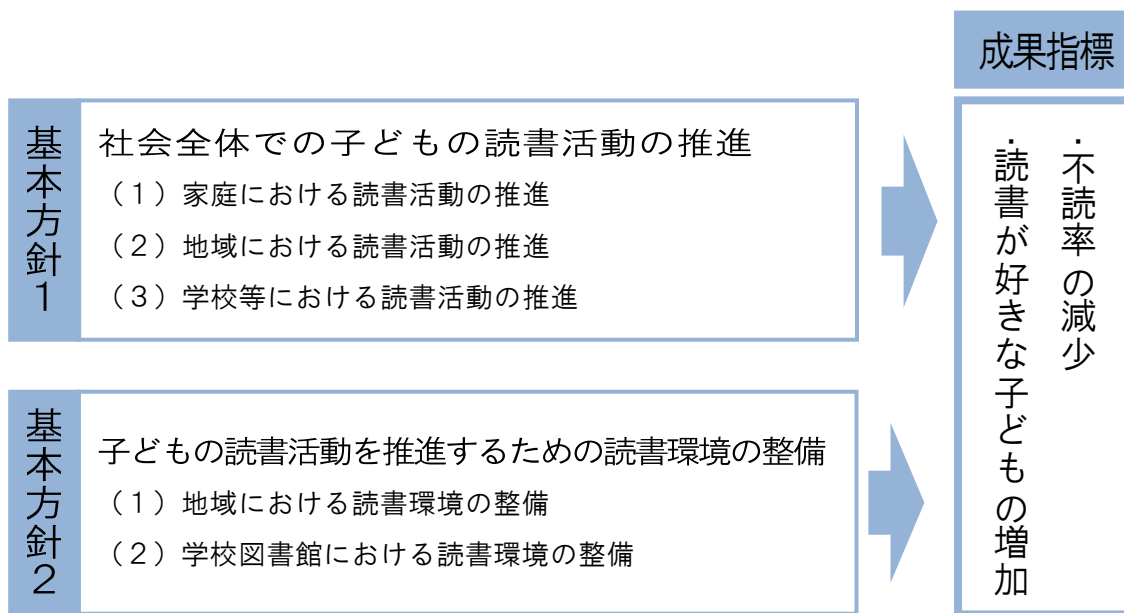 成果指標
基本方針1
社会全体での子どもの読書活動の推進
（1）家庭における読書活動の推進
（2）地域における読書活動の推進
（3）学校等における読書活動の推進
基本方針2
子どもの読書活動を推進するための読書環境の整備
（1）地域における読書環境の整備
（2）学校図書館における読書環境の整備
・不読率の減少
・読書が好きな子どもの増加